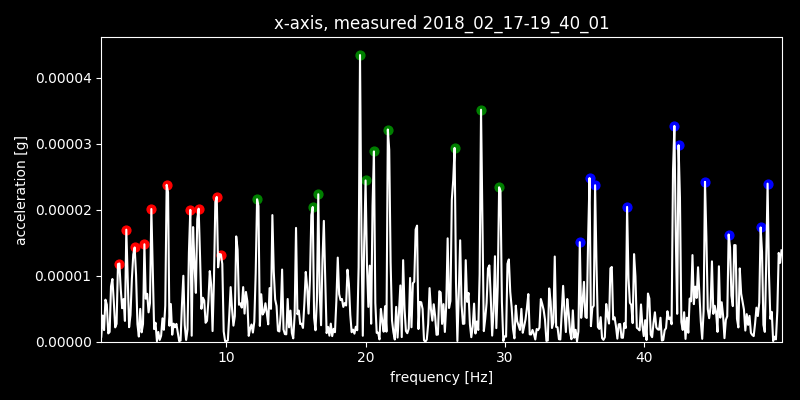 x-axis, measured 2018_02_17-19_40_01
0.00004
0.00003
0.00002
0.00001
0.00000
acceleration [g]
10 20 30 40
frequency [Hz]